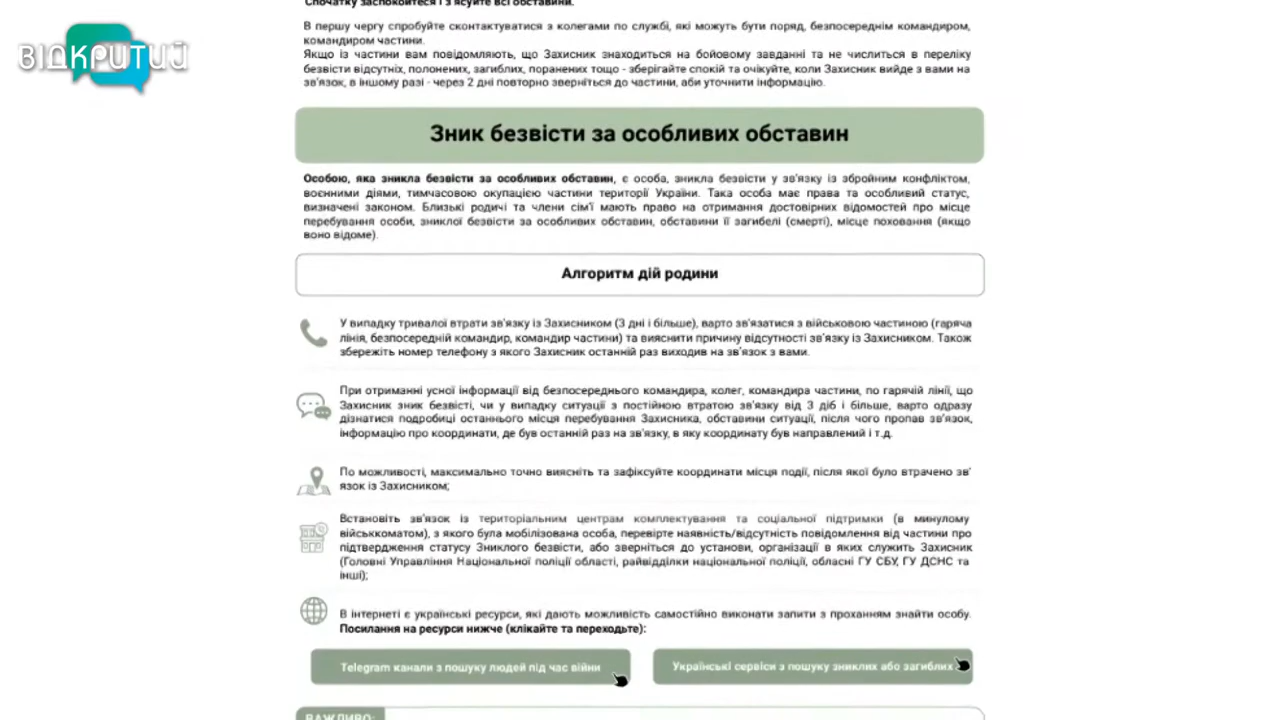 ВІДКРИТИЙ
Спочатку заспокойтеся і з'ясуйте всі обставини.
В першу чергу спробуйте сконтактуватися з колегами по службі, які можуть бути поряд, безпосереднім командиром,
командиром частини.
Якщо із частини вам повідомляють, що Захисник знаходиться на бойовому завданні та не числиться в переліку
безвісти відсутніх, полонених, загиблих, поранених тощо - зберігайте спокій та очікуйте, коли Захисник вийде з вами на
зв'язок, в іншому разі - через 2 дні повторно зверніться до частини, аби уточнити інформацію.
Зник безвісти за особливих обставин
Особою, яка зникла безвісти за особливих обставин, є особа, зникла безвісти у зв'язку із збройним конфліктом,
воєнними діями, тимчасовою окупацією частини території України. Така особа має права та особливий статус,
визначені законом. Близькі родичі та члени сім'ї мають право на отримання достовірних відомостей про місце
перебування особи, зниклої безвісти за особливих обставин, обставини її загибелі (смерті), місце поховання (якщо
воно відоме).
Алгоритм дій родини
У випадку тривалої втрати зв'язку із Захисником (3 дні і більше), варто зв'язатися з військовою частиною (гаряча
лінія, безпосередній командир, командир частини) та вияснити причину відсутності зв'язку із Захисником. Також
збережіть номер телефону з якого Захисник останній раз виходив на зв'язок з вами.
При отриманні усної інформації від безпосереднього командира, колег, командира частини, по гарячій лінії, що
Захисник зник безвісті, чи у випадку ситуації з постійною втратою зв'язку від 3 діб і більше, варто одразу
дізнатися подробиці останнього місця перебування Захисника, обставини ситуації, після чого пропав зв'язок,
інформацію про координати, де був останній раз на зв'язку, в яку координату був направлений і т.д.
По можливості, максимально точно виясніть та зафіксуйте координати місця події, після якої було втрачено зв'
язок із Захисником;
Встановіть зв'язок із територіальним центрам комплектування та соціальної підтримки (в минулому
військкоматом), з якого була мобілізована особа, перевірте наявність/відсутність повідомлення від частини про
підтвердження статусу Зниклого безвісти, або зверніться до установи, організації в яких служить Захисник
(Головні Управління Національної поліції області, райвідділки національної поліції, обласні ГУ СБУ, ГУ ДСНС та
інші);
В інтернеті є українські ресурси, які дають можливість самостійно виконати запити з проханням знайти особу.
Посилання на ресурси нижче (клікайте та переходьте):
Telegram канали з пошуку людей під час війни
Українські сервіси з пошуку зниклих або загиблих
ВАЖЛИВО: